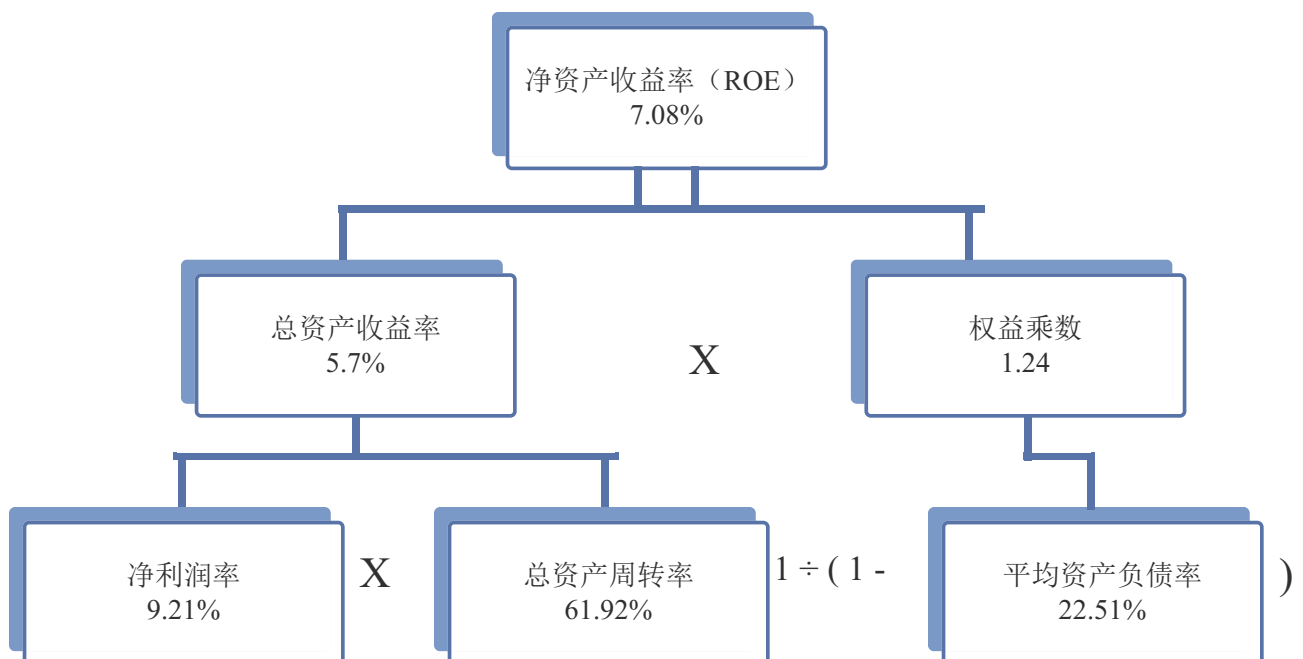 净资产收益率（ROE）
7.08%
总资产收益率
5.7%
X
权益乘数
1.24
净利润率
9.21%
X
总资产周转率
61.92%
1 ÷ ( 1 -
平均资产负债率
22.51%
)